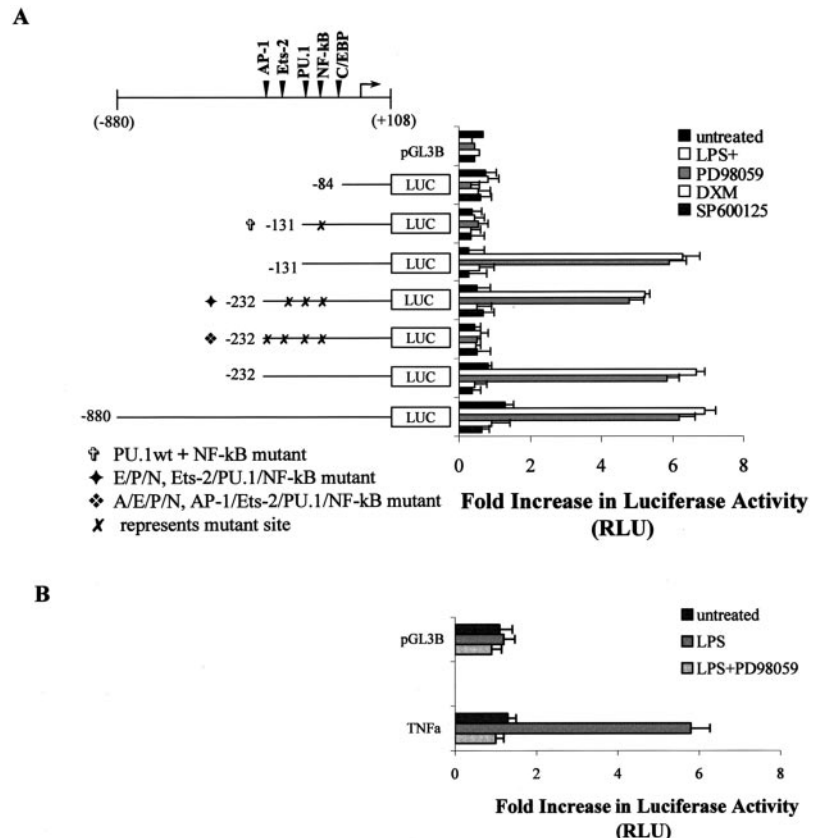 A
AP-1
Ets-2
PU.1
NF-kB
C/EBP
(-880)
(+108)
pGL3B
untreated
LPS+
PD98059
DXM
SP600125
-84 LUC
✞ -131 ✗ LUC
-131 LUC
✦ -232 ✗ ✗ ✗ LUC
❖ -232 ✗ ✗ ✗ ✗ LUC
-232 LUC
-880 LUC
0 2 4 6 8
Fold Increase in Luciferase Activity
(RLU)
✞ PU.1wt + NF-kB mutant
✦ E/P/N, Ets-2/PU.1/NF-kB mutant
❖ A/E/P/N, AP-1/Ets-2/PU.1/NF-kB mutant
✗ represents mutant site
B
pGL3B
TNFa
untreated
LPS
LPS+PD98059
0 2 4 6 8
Fold Increase in Luciferase Activity
(RLU)